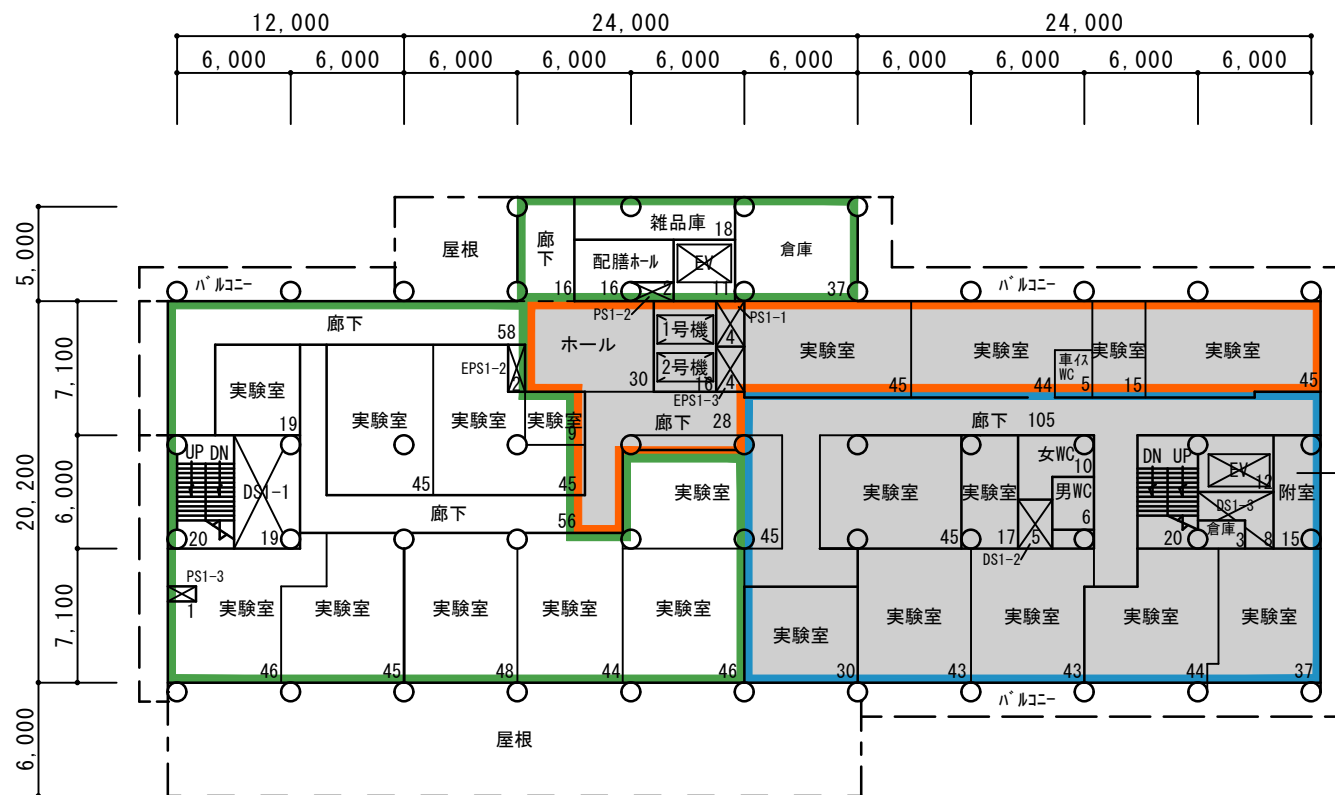 12,000 24,000 24,000
6,000 6,000 6,000 6,000 6,000 6,000 6,000 6,000 6,000 6,000
5,000
7,100
20,200
6,000
7,100
6,000
屋根
廊下
16
雑品庫
18
配膳ホール
16
2
EV
11
倉庫
37
バルコニー
バルコニー
PS1-2
PS1-1
廊下
58
EPS1-2
2
ホール
30
1号機
2号機
18
4
4
EPS1-3
実験室
45
実験室
44
車イス
WC
5
実験室
15
実験室
45
実験室
19
実験室
45
実験室
45
実験室
9
廊下
28
廊下
105
UP DN
20
DS1-1
19
廊下
56
実験室
45
実験室
45
実験室
17
女WC
10
男WC
6
5
DS1-2
DN UP
20
EV
12
DS1-3
倉庫
3
8
附室
15
PS1-3
1
実験室
46
実験室
45
実験室
48
実験室
44
実験室
46
実験室
30
実験室
43
実験室
43
実験室
44
実験室
37
バルコニー
屋根